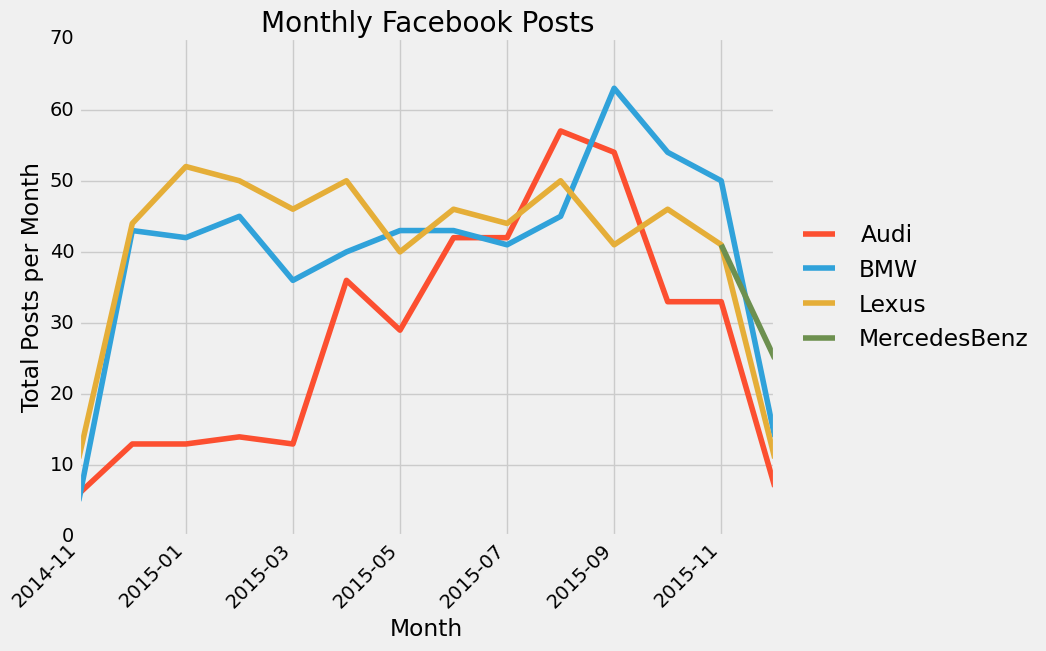 Monthly Facebook Posts
Total Posts per Month
70
60
50
40
30
20
10
0
2014-11
2015-01
2015-03
2015-05
2015-07
2015-09
2015-11
Month
Audi
BMW
Lexus
MercedesBenz